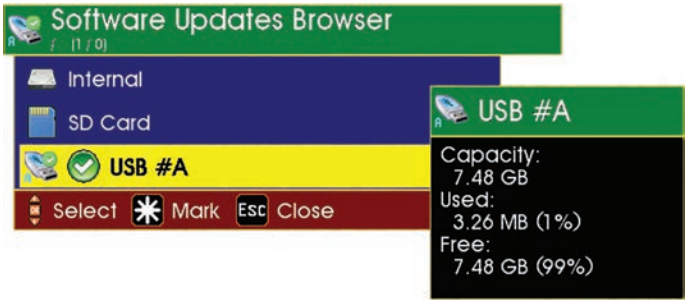 Software Updates Browser
/ (1 / 0)
A
Internal
SD Card
USB #A
A
OK Select Mark Esc Close
USB #A
A
Capacity:
7.48 GB
Used:
3.26 MB (1%)
Free:
7.48 GB (99%)